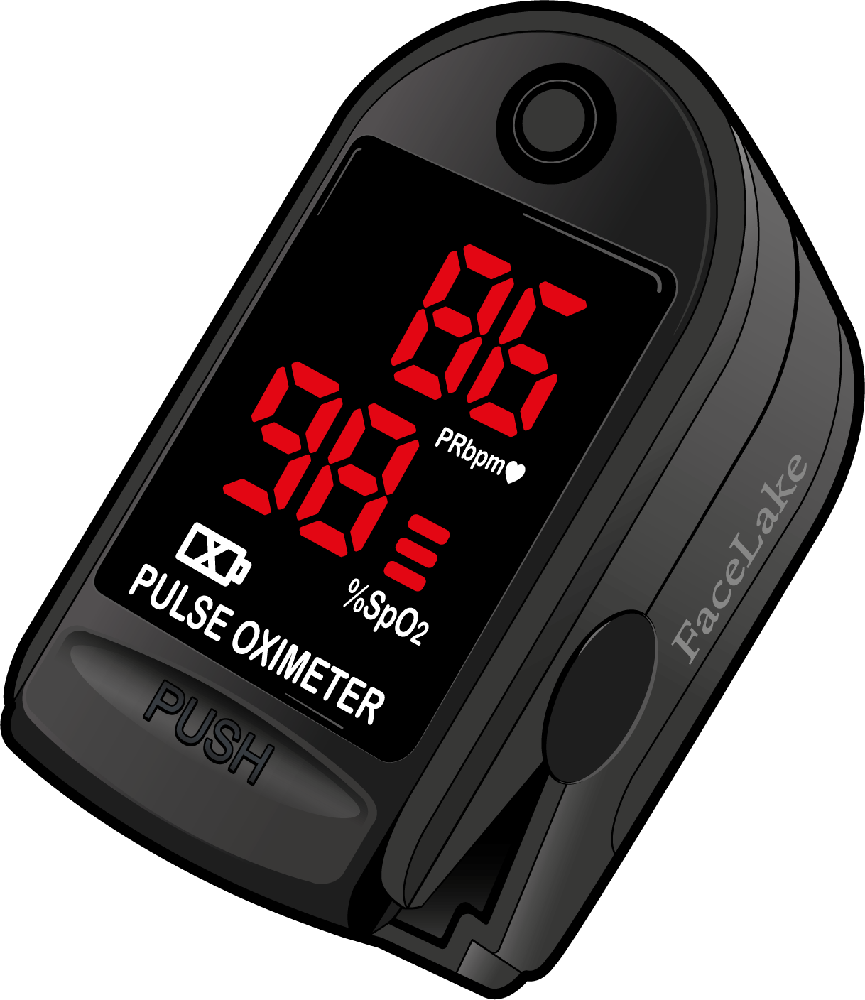 86
PRbpm
98
%SpO2
PULSE OXIMETER
PUSH
FaceLake